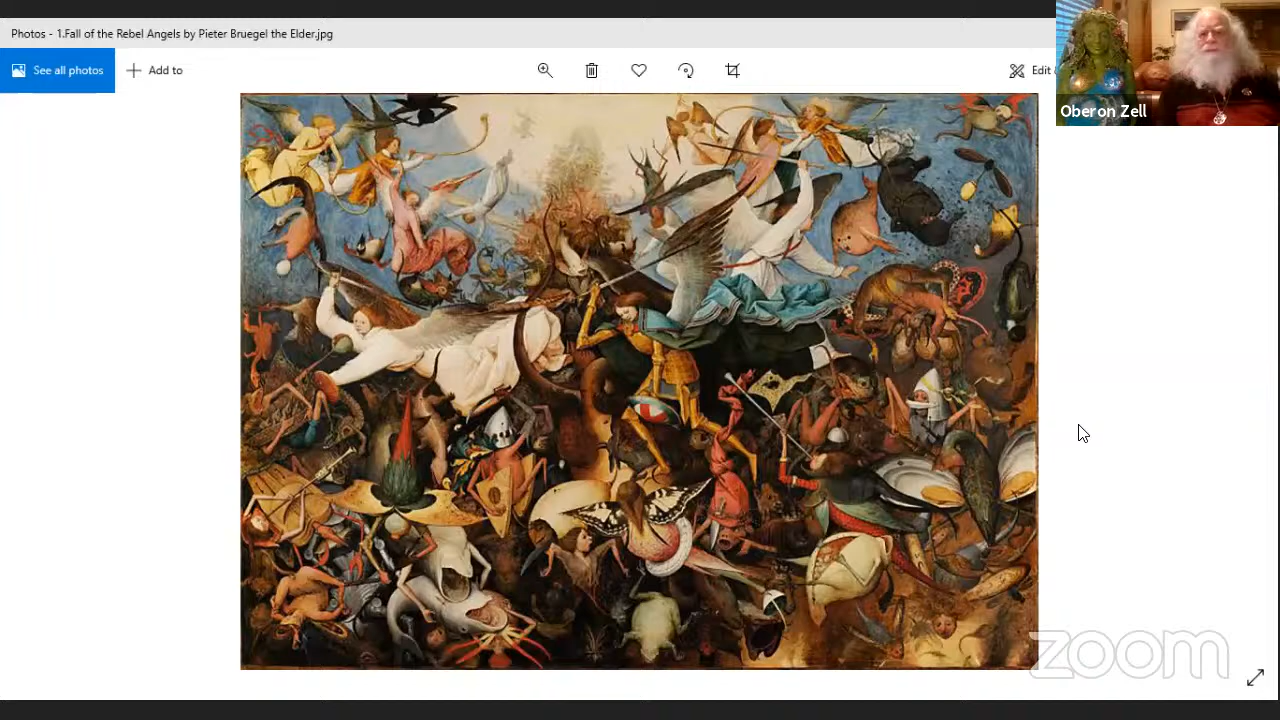 Photos - 1.Fall of the Rebel Angels by Pieter Bruegel the Elder.jpg
See all photos
Add to
Edit &
Oberon Zell
zoom